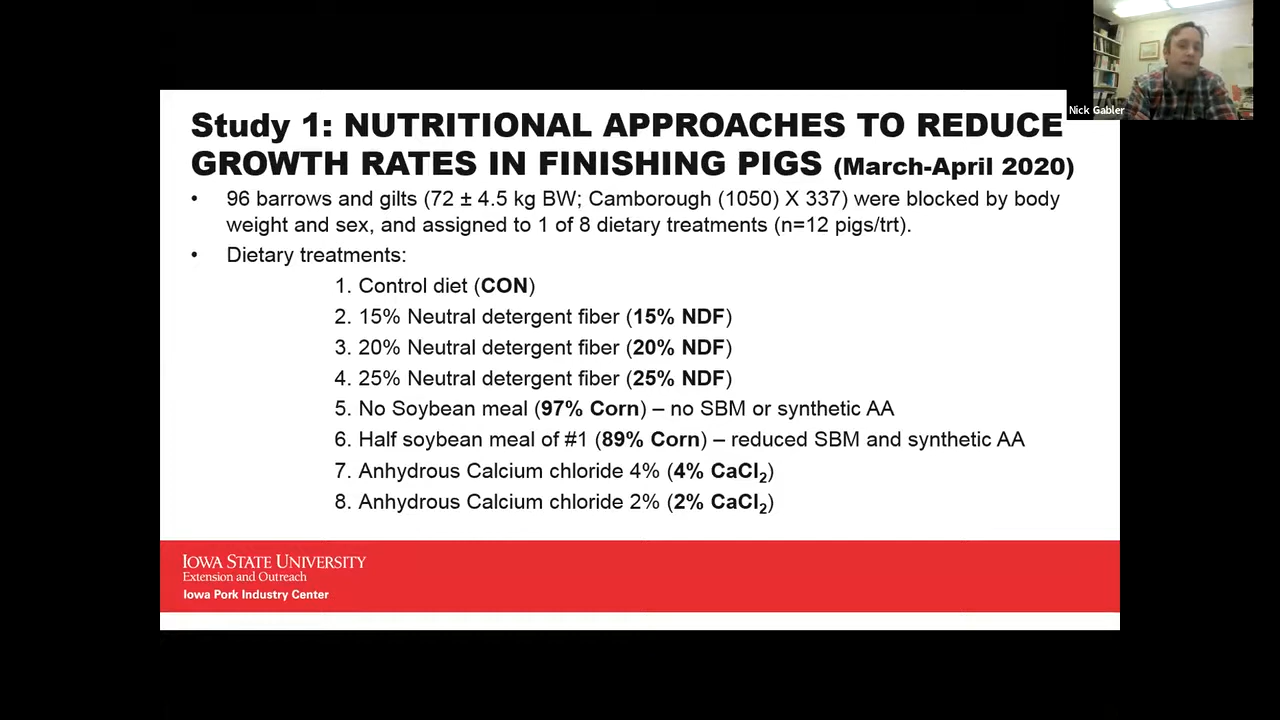 Nick Gabler
Study 1: NUTRITIONAL APPROACHES TO REDUCE
GROWTH RATES IN FINISHING PIGS (March-April 2020)
• 96 barrows and gilts (72 ± 4.5 kg BW; Camborough (1050) X 337) were blocked by body
weight and sex, and assigned to 1 of 8 dietary treatments (n=12 pigs/trt).
• Dietary treatments:
1. Control diet (CON)
2. 15% Neutral detergent fiber (15% NDF)
3. 20% Neutral detergent fiber (20% NDF)
4. 25% Neutral detergent fiber (25% NDF)
5. No Soybean meal (97% Corn) – no SBM or synthetic AA
6. Half soybean meal of #1 (89% Corn) – reduced SBM and synthetic AA
7. Anhydrous Calcium chloride 4% (4% CaCl₂)
8. Anhydrous Calcium chloride 2% (2% CaCl₂)
IOWA STATE UNIVERSITY
Extension and Outreach
Iowa Pork Industry Center